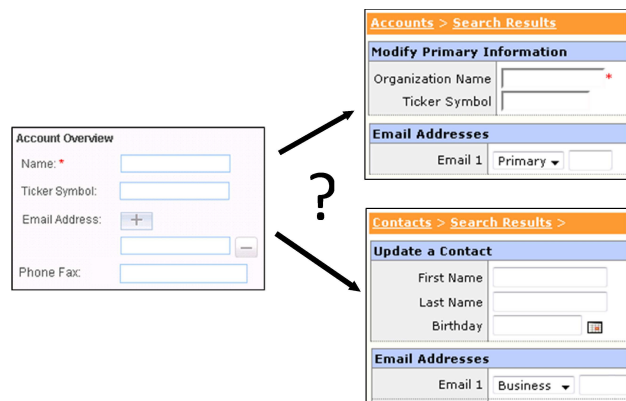 Account Overview
Name: *
Ticker Symbol:
Email Address: +
−
Phone Fax:
?
Accounts > Search Results
Modify Primary Information
Organization Name *
Ticker Symbol
Email Addresses
Email 1 Primary
Contacts > Search Results >
Update a Contact
First Name
Last Name
Birthday
Email Addresses
Email 1 Business